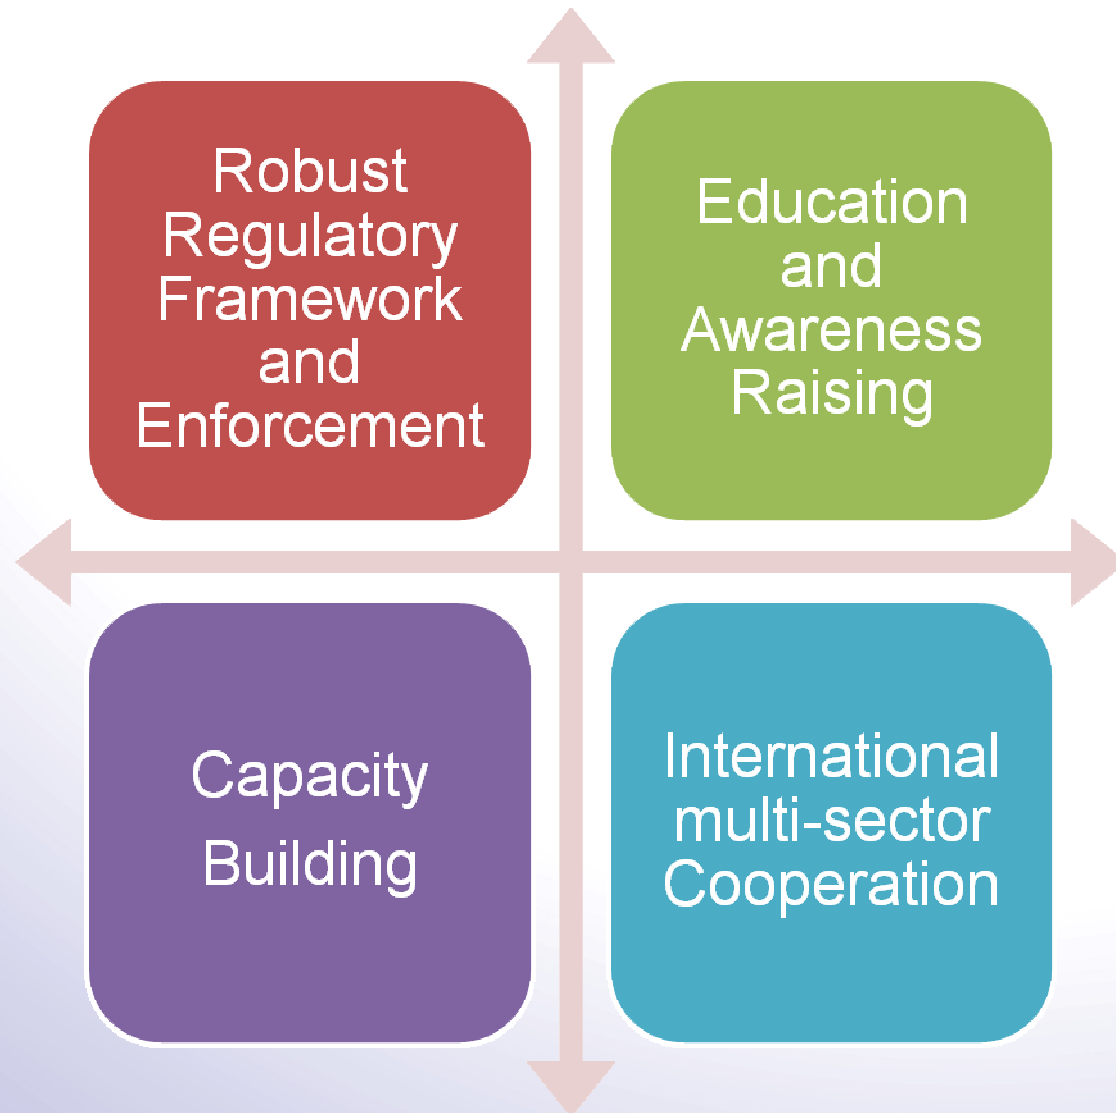 Robust
Regulatory
Framework
and
Enforcement
Education
and
Awareness
Raising
Capacity
Building
International
multi-sector
Cooperation